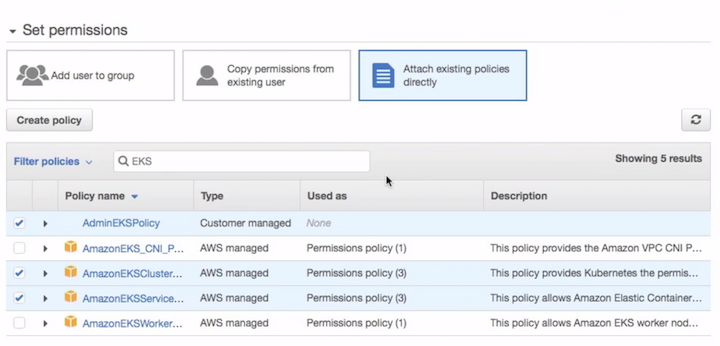 Set permissions
Add user to group
Copy permissions from
existing user
Attach existing policies
directly
Create policy
Filter policies
EKS
Showing 5 results
Policy name Type Used as Description
AdminEKSPolicy Customer managed None
AmazonEKS_CNI_P... AWS managed Permissions policy (1) This policy provides the Amazon VPC CNI P...
AmazonEKSCluster... AWS managed Permissions policy (3) This policy provides Kubernetes the permis...
AmazonEKSService... AWS managed Permissions policy (3) This policy allows Amazon Elastic Container...
AmazonEKSWorker... AWS managed Permissions policy (1) This policy allows Amazon EKS worker nod...